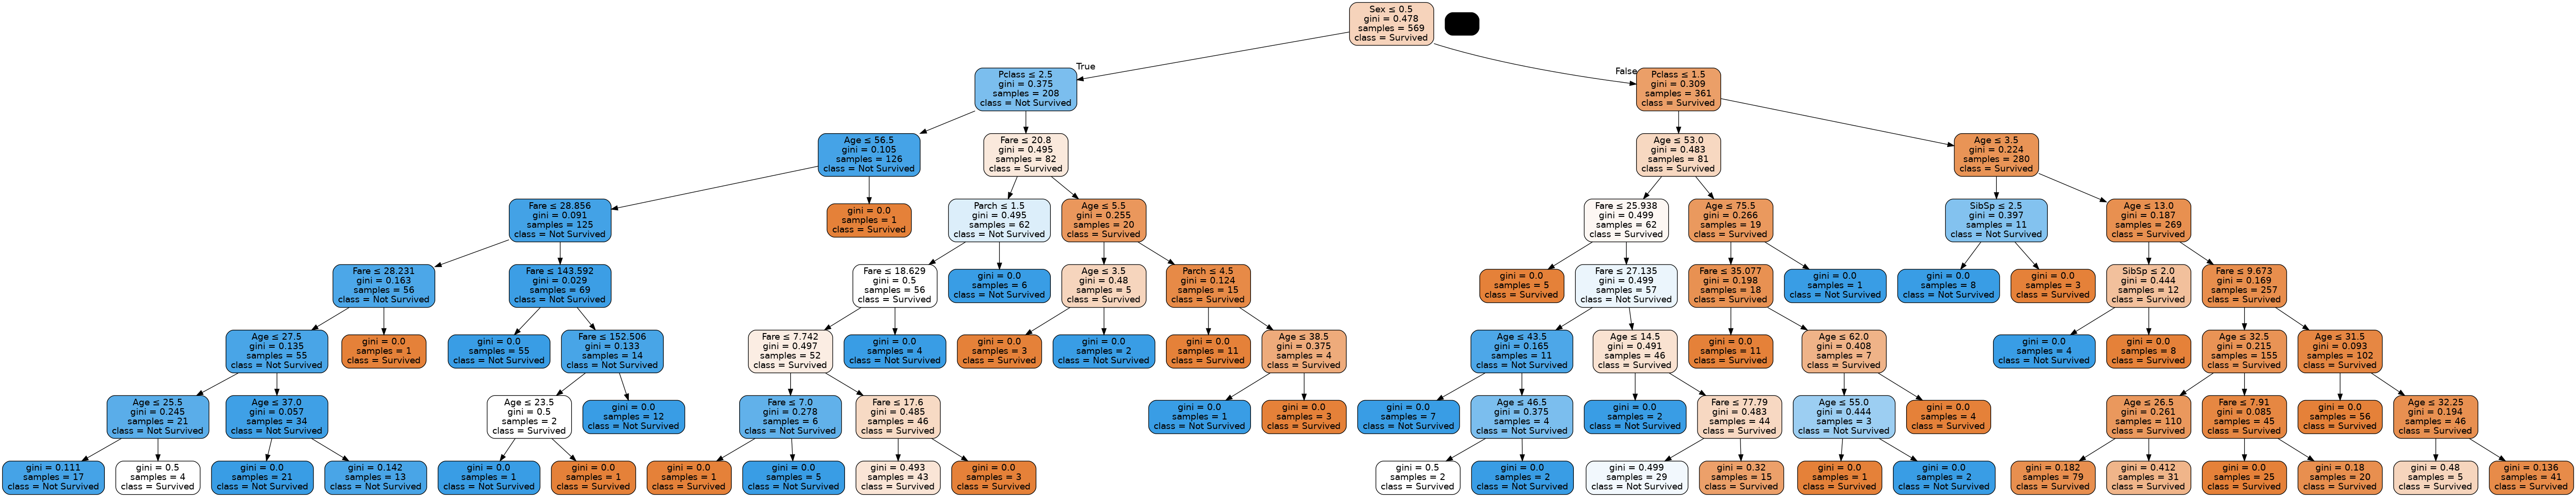 Sex ≤ 0.5
gini = 0.478
samples = 569
class = Survived
True
False
Pclass ≤ 2.5
gini = 0.375
samples = 208
class = Not Survived
Pclass ≤ 1.5
gini = 0.309
samples = 361
class = Survived
Age ≤ 56.5
gini = 0.105
samples = 126
class = Not Survived
Fare ≤ 20.8
gini = 0.495
samples = 82
class = Survived
Age ≤ 53.0
gini = 0.483
samples = 81
class = Survived
Age ≤ 3.5
gini = 0.224
samples = 280
class = Survived
Fare ≤ 28.856
gini = 0.091
samples = 125
class = Not Survived
gini = 0.0
samples = 1
class = Survived
Parch ≤ 1.5
gini = 0.495
samples = 62
class = Not Survived
Age ≤ 5.5
gini = 0.255
samples = 20
class = Survived
Fare ≤ 25.938
gini = 0.499
samples = 62
class = Survived
Age ≤ 75.5
gini = 0.266
samples = 19
class = Survived
SibSp ≤ 2.5
gini = 0.397
samples = 11
class = Not Survived
Age ≤ 13.0
gini = 0.187
samples = 269
class = Survived
Fare ≤ 28.231
gini = 0.163
samples = 56
class = Not Survived
Fare ≤ 143.592
gini = 0.029
samples = 69
class = Not Survived
Fare ≤ 18.629
gini = 0.5
samples = 56
class = Survived
gini = 0.0
samples = 6
class = Not Survived
Age ≤ 3.5
gini = 0.48
samples = 5
class = Survived
Parch ≤ 4.5
gini = 0.124
samples = 15
class = Survived
gini = 0.0
samples = 5
class = Survived
Fare ≤ 27.135
gini = 0.499
samples = 57
class = Not Survived
Fare ≤ 35.077
gini = 0.198
samples = 18
class = Survived
gini = 0.0
samples = 1
class = Not Survived
gini = 0.0
samples = 8
class = Not Survived
gini = 0.0
samples = 3
class = Survived
SibSp ≤ 2.0
gini = 0.444
samples = 12
class = Survived
Fare ≤ 9.673
gini = 0.169
samples = 257
class = Survived
Age ≤ 27.5
gini = 0.135
samples = 55
class = Not Survived
gini = 0.0
samples = 1
class = Survived
gini = 0.0
samples = 55
class = Not Survived
Fare ≤ 152.506
gini = 0.133
samples = 14
class = Not Survived
Fare ≤ 7.742
gini = 0.497
samples = 52
class = Survived
gini = 0.0
samples = 4
class = Not Survived
gini = 0.0
samples = 3
class = Survived
gini = 0.0
samples = 2
class = Not Survived
gini = 0.0
samples = 11
class = Survived
Age ≤ 38.5
gini = 0.375
samples = 4
class = Survived
Age ≤ 43.5
gini = 0.165
samples = 11
class = Not Survived
Age ≤ 14.5
gini = 0.491
samples = 46
class = Survived
gini = 0.0
samples = 11
class = Survived
Age ≤ 62.0
gini = 0.408
samples = 7
class = Survived
gini = 0.0
samples = 4
class = Not Survived
gini = 0.0
samples = 8
class = Survived
Age ≤ 32.5
gini = 0.215
samples = 155
class = Survived
Age ≤ 31.5
gini = 0.093
samples = 102
class = Survived
Age ≤ 25.5
gini = 0.245
samples = 21
class = Not Survived
Age ≤ 37.0
gini = 0.057
samples = 34
class = Not Survived
Age ≤ 23.5
gini = 0.5
samples = 2
class = Survived
gini = 0.0
samples = 12
class = Not Survived
Fare ≤ 7.0
gini = 0.278
samples = 6
class = Not Survived
Fare ≤ 17.6
gini = 0.485
samples = 46
class = Survived
gini = 0.0
samples = 1
class = Not Survived
gini = 0.0
samples = 3
class = Survived
gini = 0.0
samples = 7
class = Not Survived
Age ≤ 46.5
gini = 0.375
samples = 4
class = Not Survived
gini = 0.0
samples = 2
class = Not Survived
Fare ≤ 77.79
gini = 0.483
samples = 44
class = Survived
Age ≤ 55.0
gini = 0.444
samples = 3
class = Not Survived
gini = 0.0
samples = 4
class = Survived
Age ≤ 26.5
gini = 0.261
samples = 110
class = Survived
Fare ≤ 7.91
gini = 0.085
samples = 45
class = Survived
gini = 0.0
samples = 56
class = Survived
Age ≤ 32.25
gini = 0.194
samples = 46
class = Survived
gini = 0.111
samples = 17
class = Not Survived
gini = 0.5
samples = 4
class = Survived
gini = 0.0
samples = 21
class = Not Survived
gini = 0.142
samples = 13
class = Not Survived
gini = 0.0
samples = 1
class = Not Survived
gini = 0.0
samples = 1
class = Survived
gini = 0.0
samples = 1
class = Survived
gini = 0.0
samples = 5
class = Not Survived
gini = 0.493
samples = 43
class = Survived
gini = 0.0
samples = 3
class = Survived
gini = 0.5
samples = 2
class = Survived
gini = 0.0
samples = 2
class = Not Survived
gini = 0.499
samples = 29
class = Not Survived
gini = 0.32
samples = 15
class = Survived
gini = 0.0
samples = 1
class = Survived
gini = 0.0
samples = 2
class = Not Survived
gini = 0.182
samples = 79
class = Survived
gini = 0.412
samples = 31
class = Survived
gini = 0.0
samples = 25
class = Survived
gini = 0.18
samples = 20
class = Survived
gini = 0.48
samples = 5
class = Survived
gini = 0.136
samples = 41
class = Survived